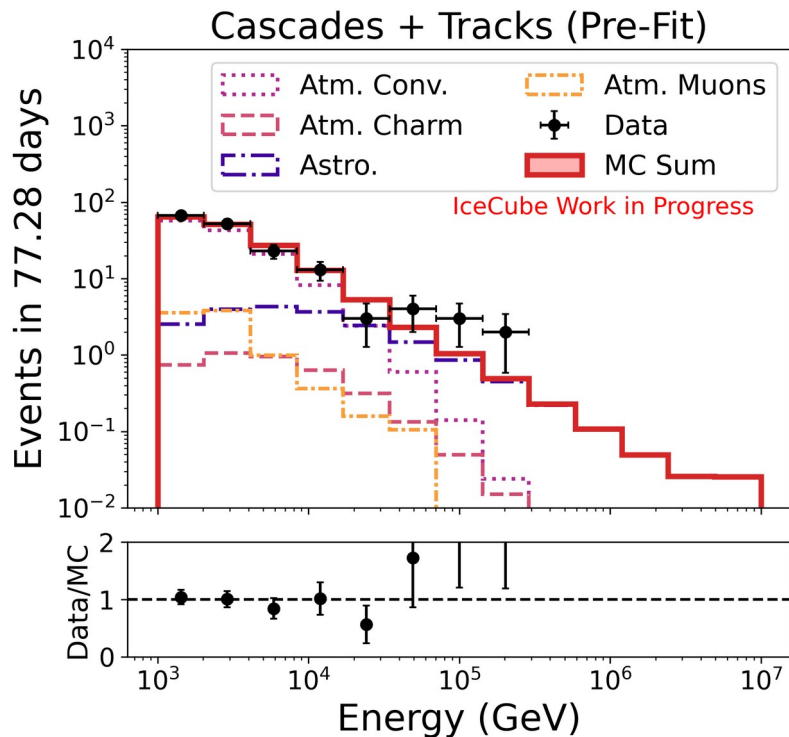 Cascades + Tracks (Pre-Fit)
Events in 77.28 days
10^4
10^3
10^2
10^1
10^0
10^-1
10^-2
Atm. Conv.
Atm. Charm
Astro.
Atm. Muons
Data
MC Sum
IceCube Work in Progress
Data/MC
2
1
0
10^3
10^4
10^5
10^6
10^7
Energy (GeV)